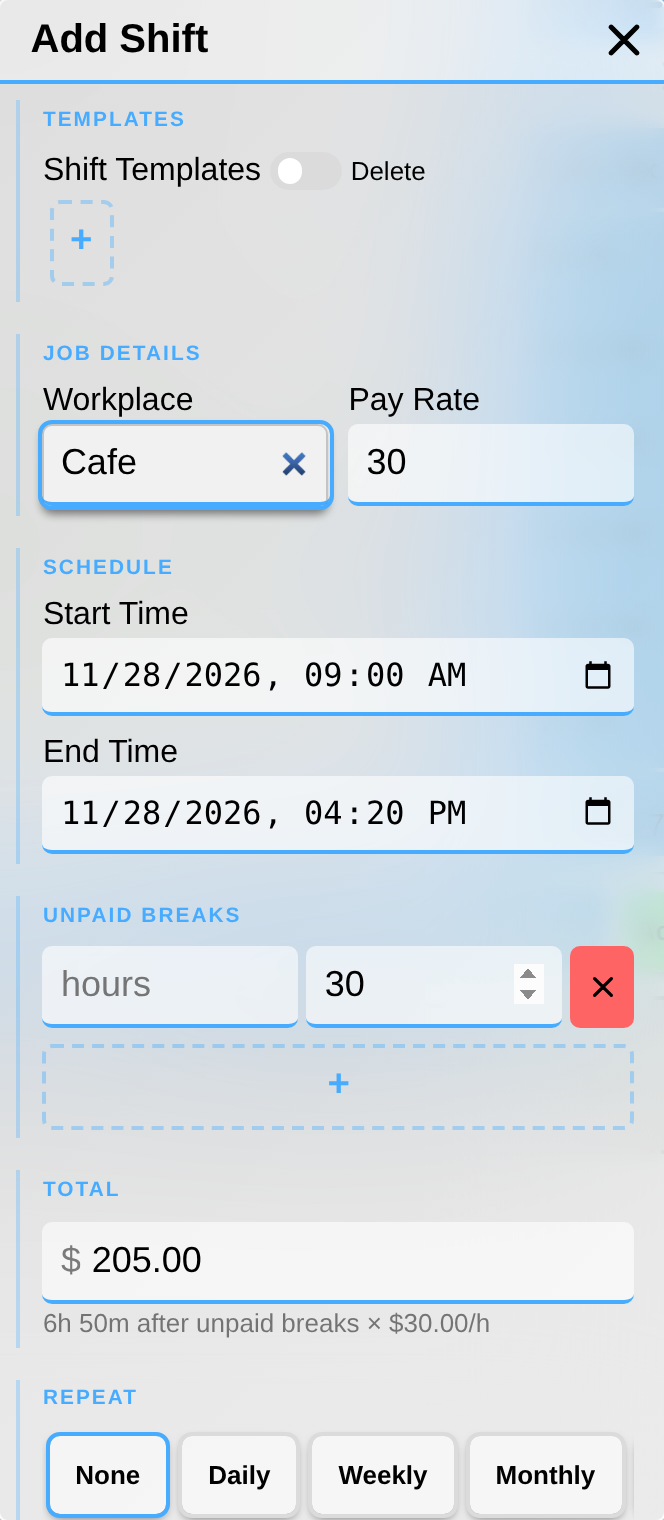 Add Shift
TEMPLATES
Shift Templates Delete
+
JOB DETAILS
Workplace Pay Rate
Cafe 30
SCHEDULE
Start Time
11/28/2026, 09:00 AM
End Time
11/28/2026, 04:20 PM
UNPAID BREAKS
hours 30
+
TOTAL
$ 205.00
6h 50m after unpaid breaks × $30.00/h
REPEAT
None Daily Weekly Monthly